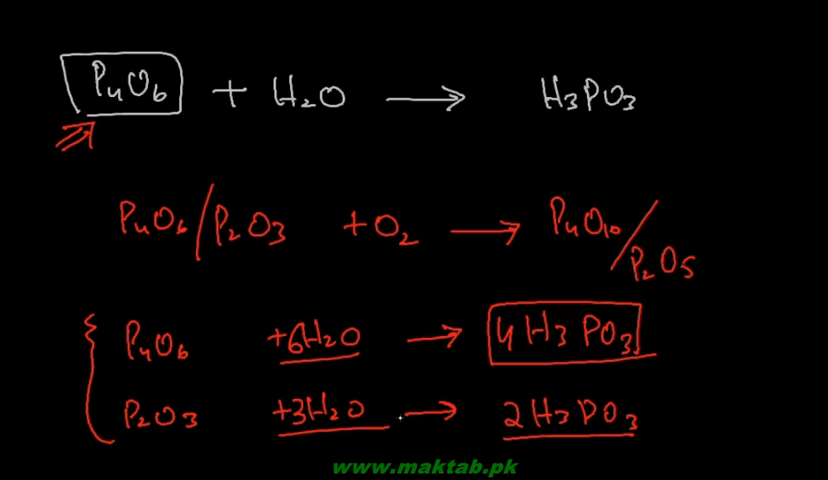 P₄O₆ + H₂O → H₃PO₃
P₄O₆/P₂O₃ + O₂ → P₄O₁₀/P₂O₅
P₄O₆ + 6H₂O → 4H₃PO₃
P₂O₃ + 3H₂O → 2H₃PO₃
www.maktab.pk